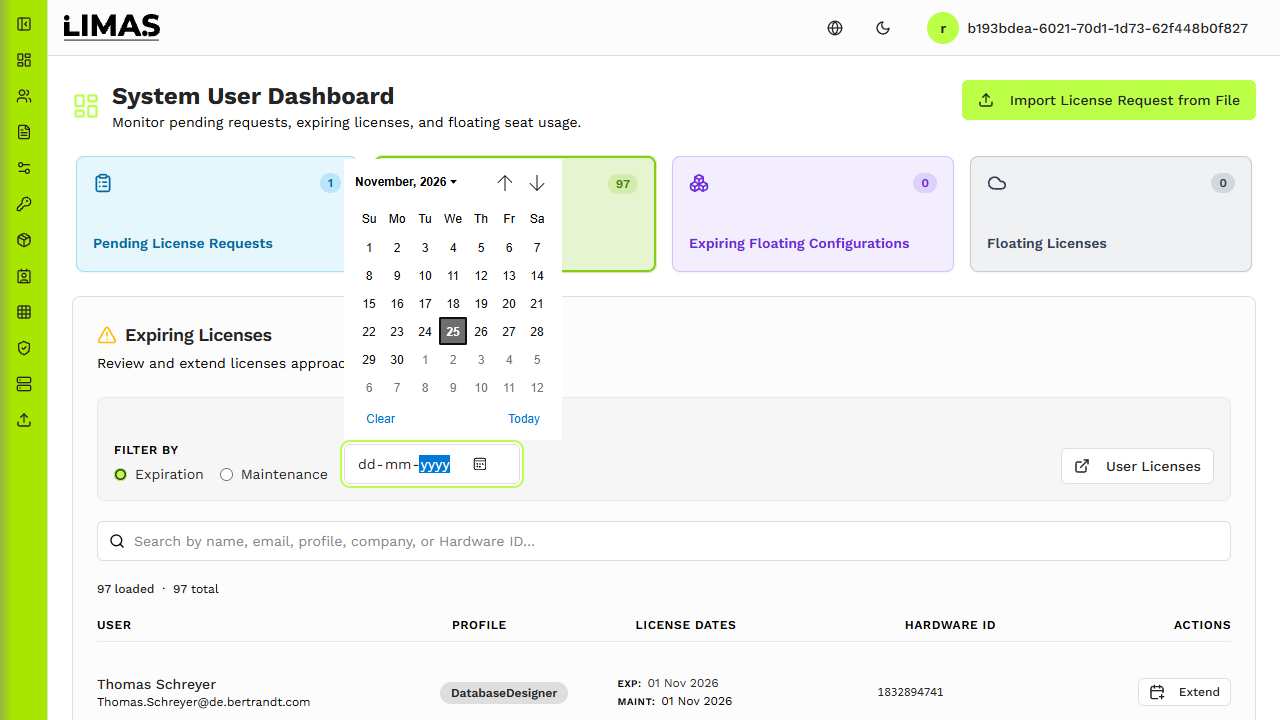 LIMAS
r
b193bdea-6021-70d1-1d73-62f448b0f827
System User Dashboard
Monitor pending requests, expiring licenses, and floating seat usage.
Import License Request from File
1
Pending License Requests
97
0
Expiring Floating Configurations
0
Floating Licenses
November, 2026
Su Mo Tu We Th Fr Sa
1 2 3 4 5 6 7
8 9 10 11 12 13 14
15 16 17 18 19 20 21
22 23 24 25 26 27 28
29 30 1 2 3 4 5
6 7 8 9 10 11 12
Clear Today
Expiring Licenses
Review and extend licenses approac
FILTER BY
Expiration Maintenance
dd-mm-yyyy
User Licenses
Search by name, email, profile, company, or Hardware ID...
97 loaded · 97 total
USER PROFILE LICENSE DATES HARDWARE ID ACTIONS
Thomas Schreyer
Thomas.Schreyer@de.bertrandt.com
DatabaseDesigner
EXP: 01 Nov 2026
MAINT: 01 Nov 2026
1832894741
Extend